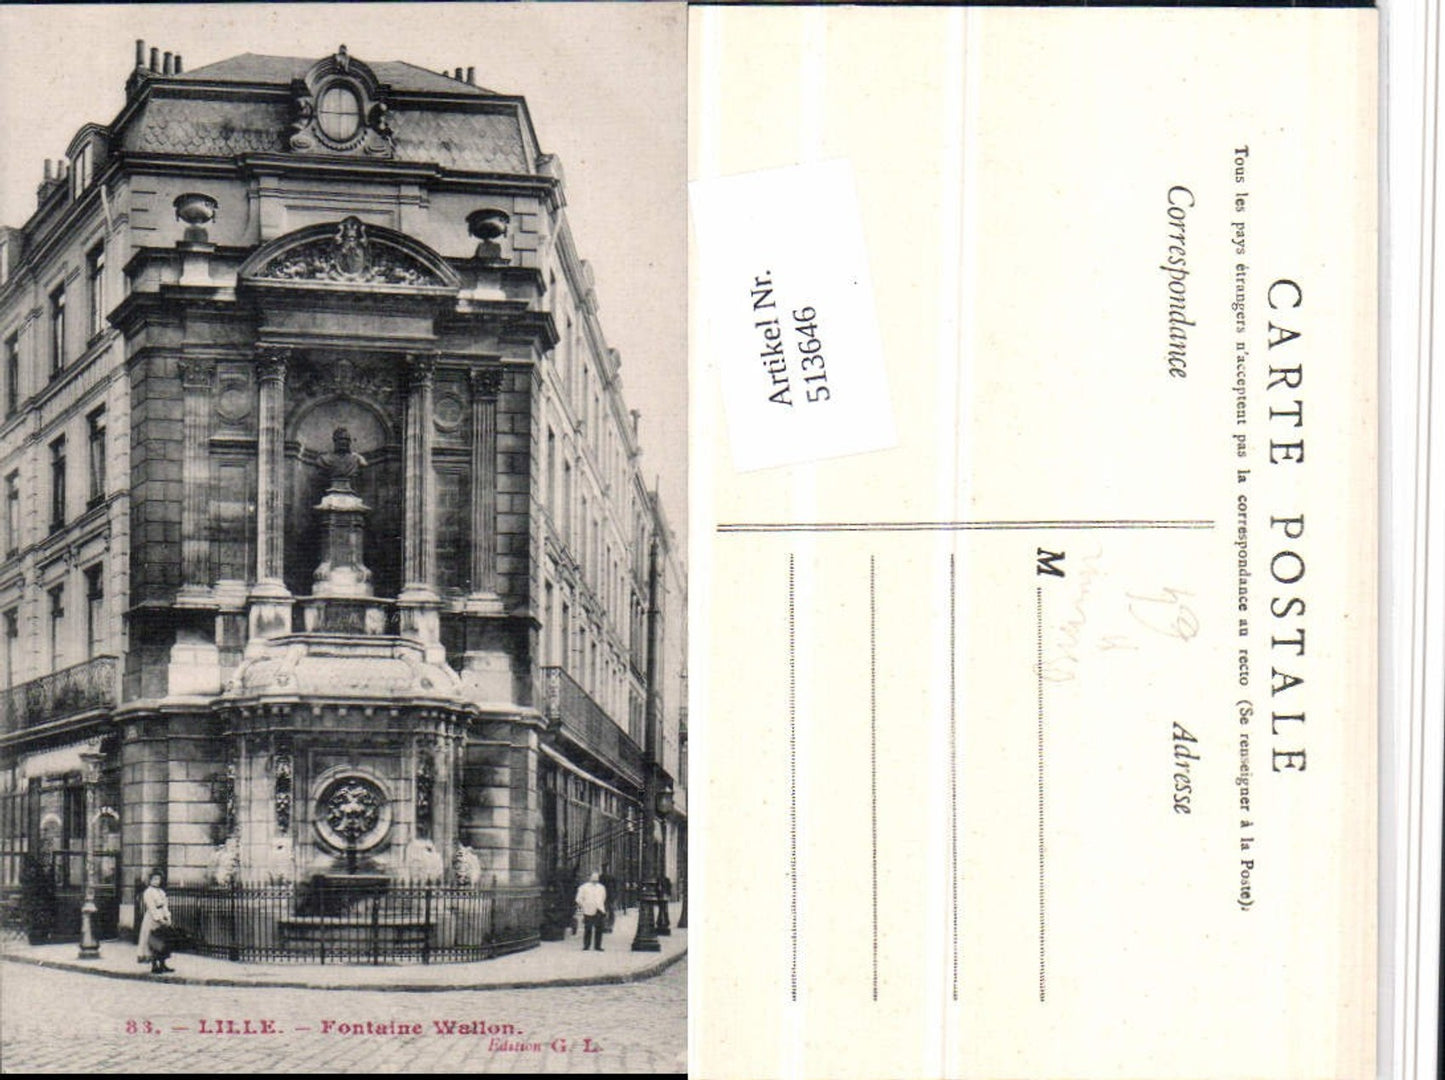 83. — LILLE. — Fontaine Wallon.
Edition G. L.
Artikel Nr.
513646
CARTE POSTALE
Tous les pays étrangers n'acceptent pas la correspondance au recto (Se renseigner à la Poste).
Correspondance
Adresse
M